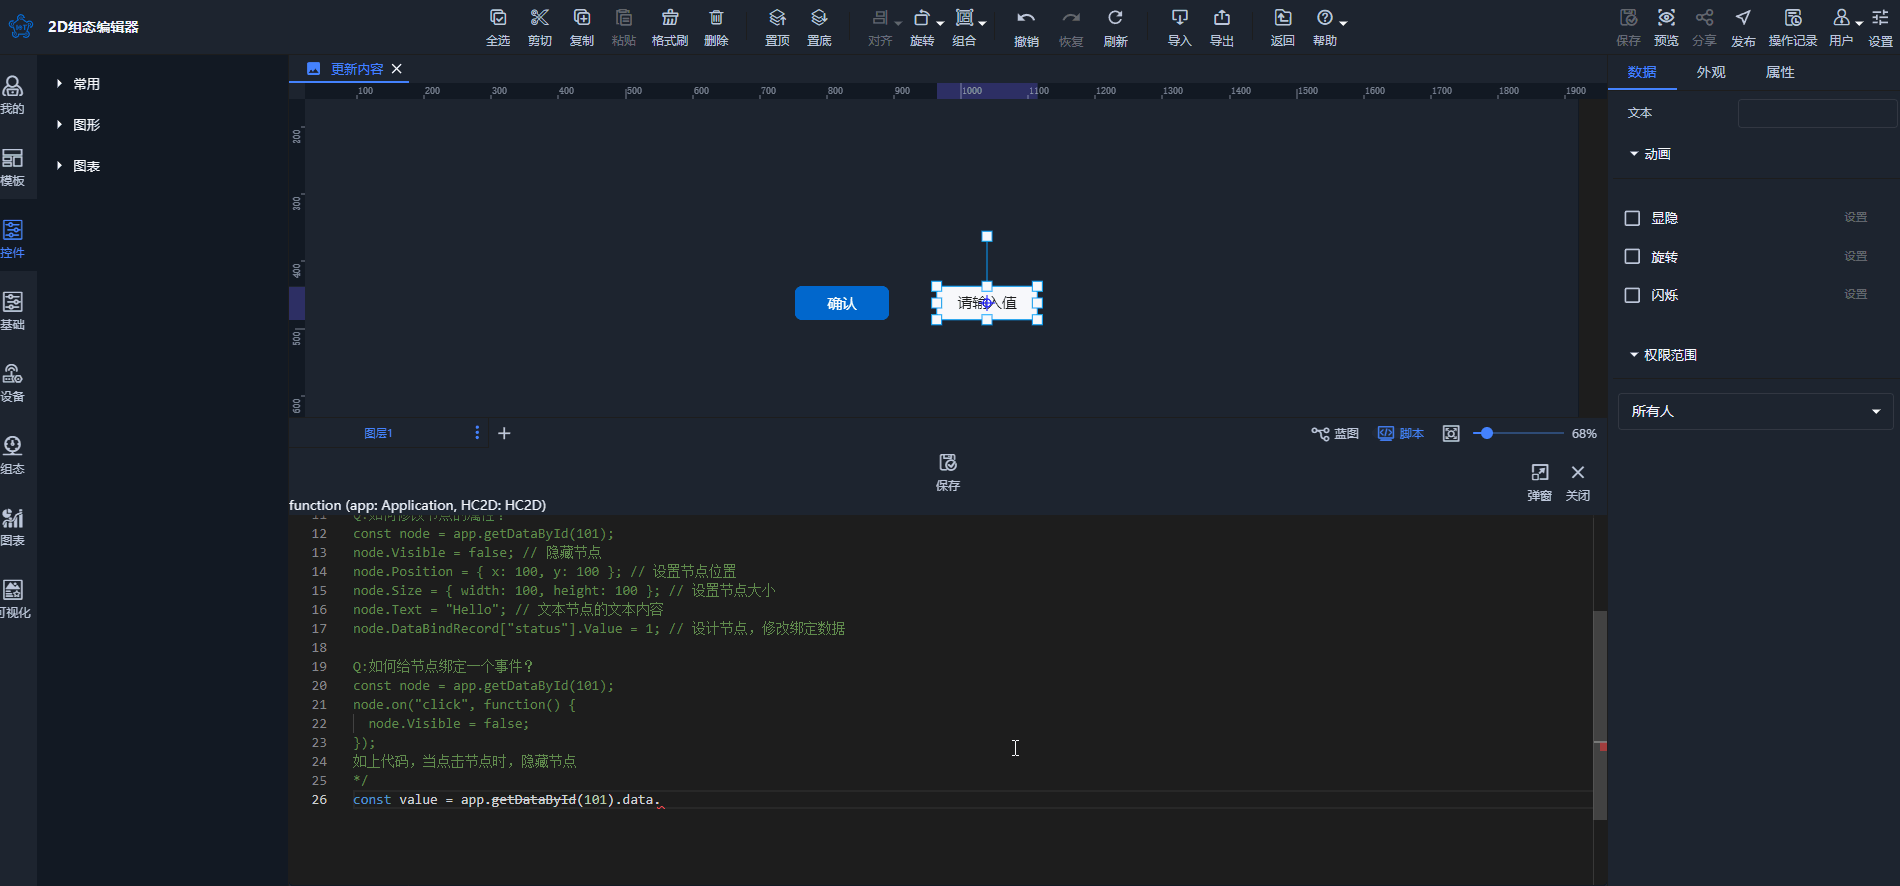 2D组态编辑器
全选 剪切 复制 粘贴 格式刷 删除 置顶 置底 对齐 旋转 组合 撤销 恢复 刷新 导入 导出 返回 帮助 保存 预览 分享 发布 操作记录 用户 设置
我的
模板
控件
基础
设备
组态
图表
可视化
常用
图形
图表
更新内容
100 200 300 400 500 600 700 800 900 1000 1100 1200 1300 1400 1500 1600 1700 1800 1900
200
300
400
500
600
确认
请输入值
图层1
蓝图 脚本 68%
保存
弹窗 关闭
function (app: Application, HC2D: HC2D)
11 Q:如何修改节点的属性？
12 const node = app.getDataById(101);
13 node.Visible = false; // 隐藏节点
14 node.Position = { x: 100, y: 100 }; // 设置节点位置
15 node.Size = { width: 100, height: 100 }; // 设置节点大小
16 node.Text = "Hello"; // 文本节点的文本内容
17 node.DataBindRecord["status"].Value = 1; // 设计节点，修改绑定数据
18
19 Q:如何给节点绑定一个事件？
20 const node = app.getDataById(101);
21 node.on("click", function() {
22 node.Visible = false;
23 });
24 如上代码，当点击节点时，隐藏节点
25 */
26 const value = app.getDataById(101).data.
数据 外观 属性
文本
动画
显隐 设置
旋转 设置
闪烁 设置
权限范围
所有人